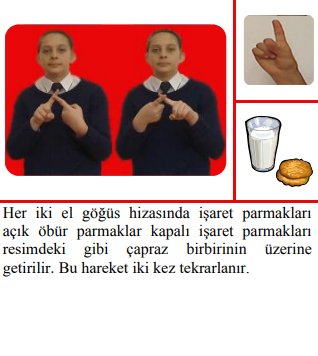 Her iki el göğüs hizasında işaret parmakları
açık öbür parmaklar kapalı işaret parmakları
resimdeki gibi çapraz birbirinin üzerine
getirilir. Bu hareket iki kez tekrarlanır.